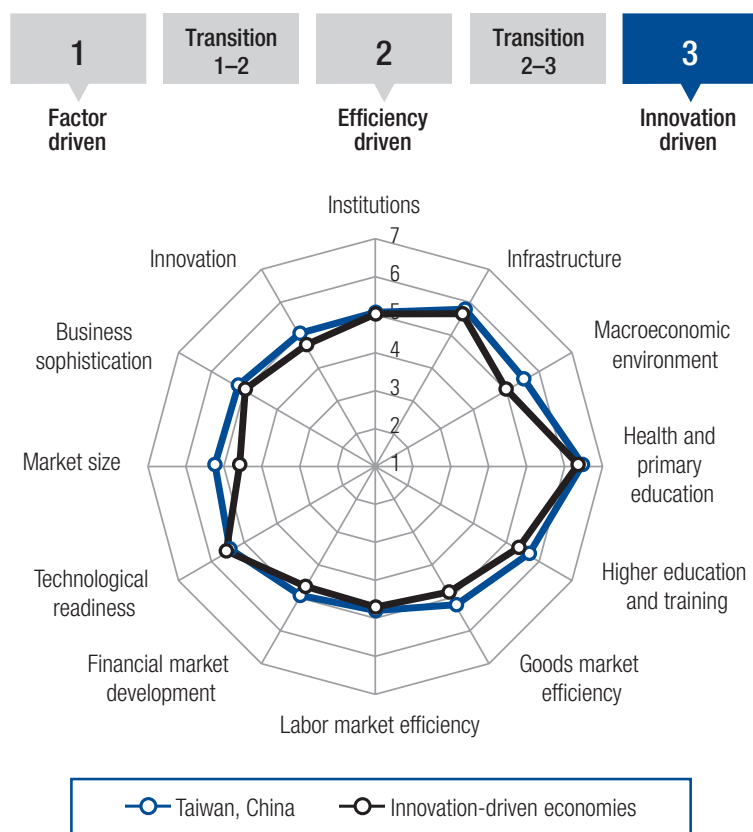 1
Transition
1–2
2
Transition
2–3
3
Factor
driven
Efficiency
driven
Innovation
driven
Institutions
7
Innovation
6
Infrastructure
5
Business
sophistication
Macroeconomic
environment
4
3
2
Market size
1
Health and
primary
education
Technological
readiness
Higher education
and training
Financial market
development
Goods market
efficiency
Labor market efficiency
Taiwan, China
Innovation-driven economies